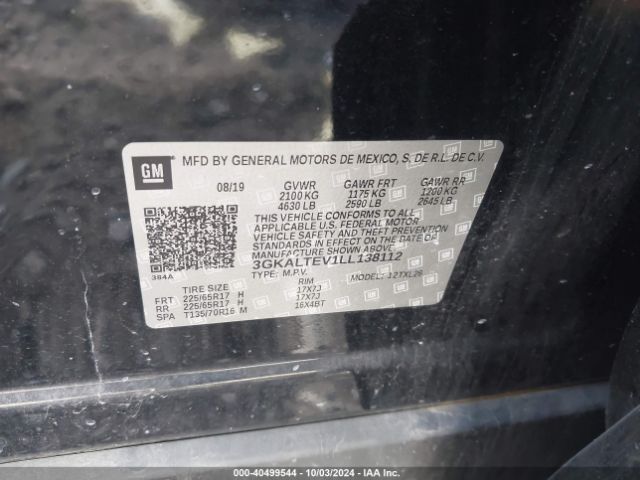 GM MFD BY GENERAL MOTORS DE MEXICO, S. DE R.L. DE C.V.
08/19 GVWR GAWR FRT GAWR RR
2100 KG 1175 KG 1200 KG
4630 LB 2590 LB 2645 LB
THIS VEHICLE CONFORMS TO ALL
APPLICABLE U.S. FEDERAL MOTOR
VEHICLE SAFETY AND THEFT PREVENTION
STANDARDS IN EFFECT ON THE DATE OF
MANUFACTURE SHOWN ABOVE.
3GKALTEV1LL138112
384A TYPE: M.P.V. MODEL: 12TXL26
TIRE SIZE RIM
FRT 225/65R17 H 17X7J
RR 225/65R17 H 17X7J
SPA T135/70R16 M 16X4BT
000-40499544 - 10/03/2024 - IAA Inc.